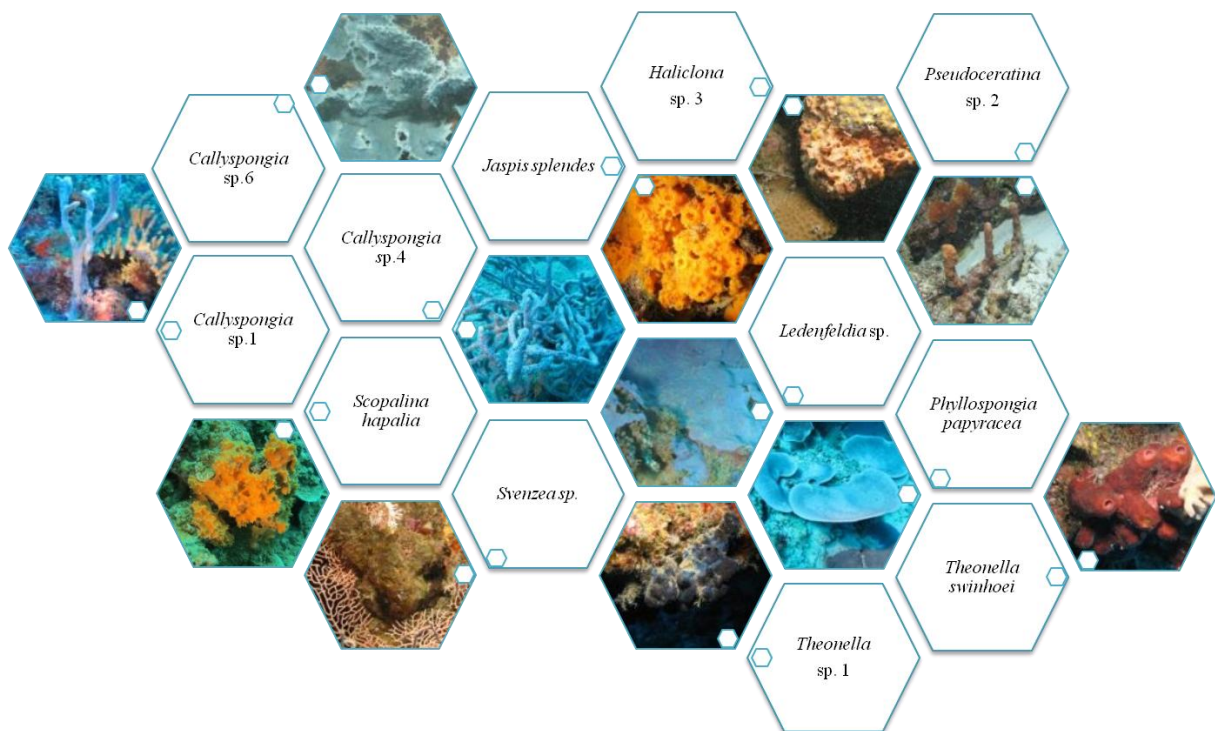 Haliclona
sp. 3
Pseudoceratina
sp. 2
Callyspongia
sp.6
Jaspis splendes
Callyspongia
sp.4
Callyspongia
sp.1
Ledenfeldia sp.
Scopalina
hapalia
Phyllospongia
papyracea
Svenzea sp.
Theonella
swinhoei
Theonella
sp. 1